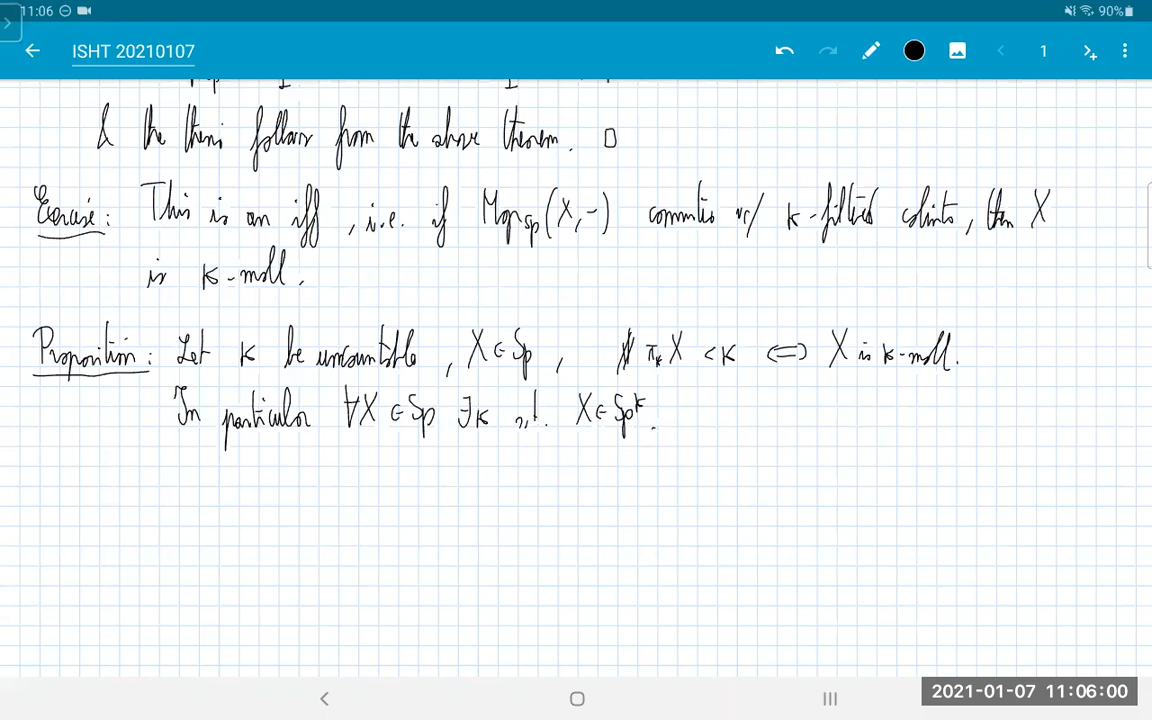 11:06
90%
ISHT 20210107
1
& the thesis follows from the above theorem. □
Exercise: This is an iff, i.e. if Map_Sp(X, -) commutes w/ κ-filtered colimits, then X
is κ-small.
Proposition: Let κ be uncountable, X ∈ Sp, # π_* X < κ ⇔ X is κ-small.
In particular ∀X ∈ Sp ∃κ s.t. X ∈ Sp^κ.
2021-01-07 11:06:00